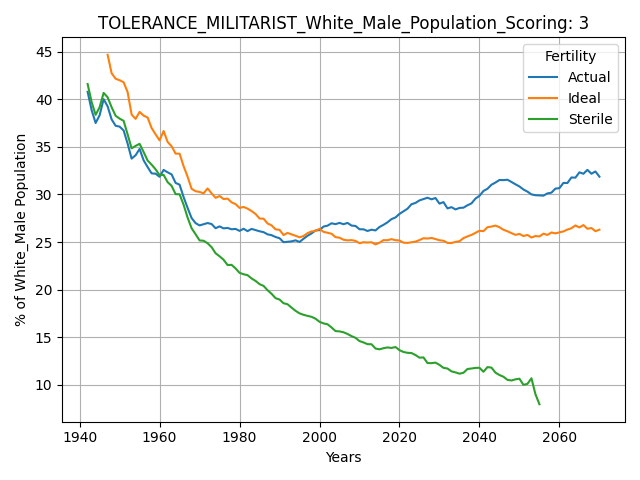 TOLERANCE_MILITARIST_White_Male_Population_Scoring: 3
% of White_Male Population
45
40
35
30
25
20
15
10
Fertility
Actual
Ideal
Sterile
1940 1960 1980 2000 2020 2040 2060
Years